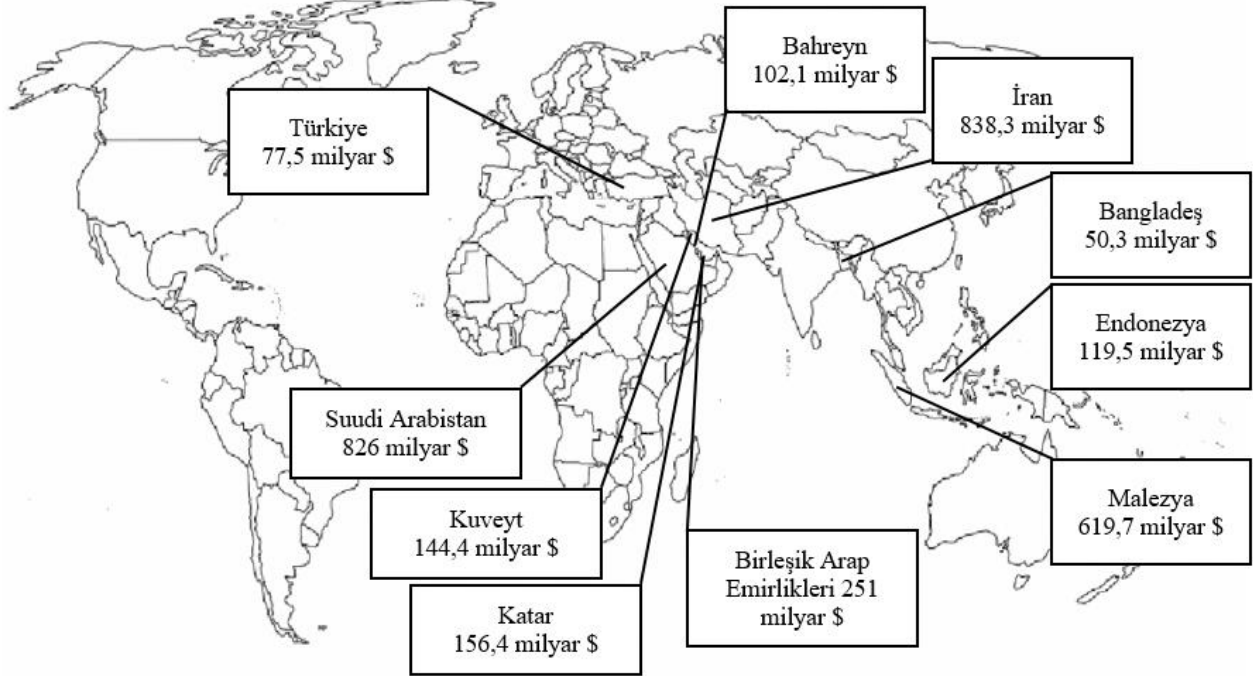 Bahreyn
102,1 milyar $
İran
838,3 milyar $
Türkiye
77,5 milyar $
Bangladeş
50,3 milyar $
Endonezya
119,5 milyar $
Suudi Arabistan
826 milyar $
Malezya
619,7 milyar $
Kuveyt
144,4 milyar $
Birleşik Arap
Emirlikleri 251
milyar $
Katar
156,4 milyar $